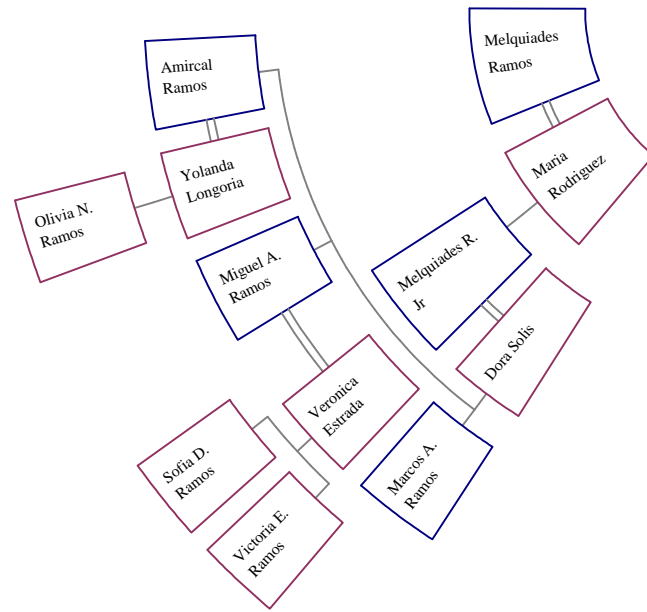 Amircal
Ramos
Melquiades
Ramos
Yolanda
Longoria
Maria
Rodriguez
Olivia N.
Ramos
Miguel A.
Ramos
Melquiades R.
Jr
Dora Solis
Veronica
Estrada
Sofia D.
Ramos
Marcos A.
Ramos
Victoria E.
Ramos